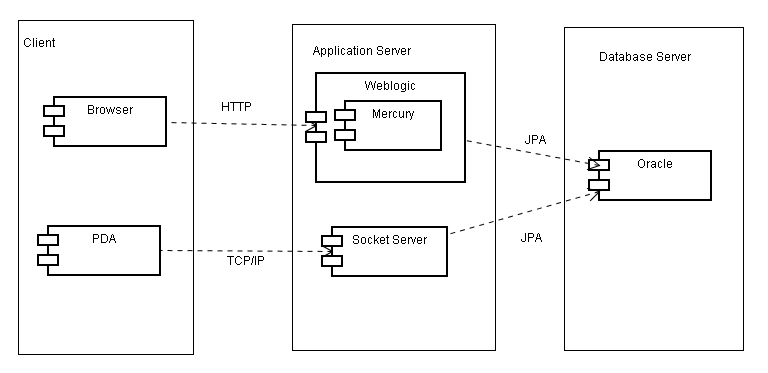 Client
Application Server
Database Server
Weblogic
Browser
HTTP
Mercury
JPA
Oracle
PDA
Socket Server
JPA
TCP/IP